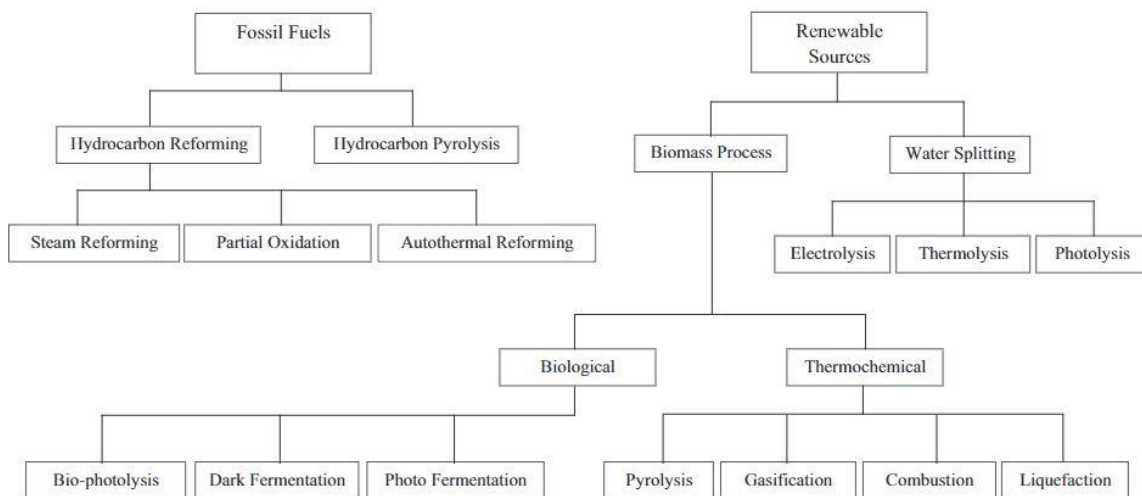 Fossil Fuels
Renewable
Sources
Hydrocarbon Reforming
Hydrocarbon Pyrolysis
Biomass Process
Water Splitting
Steam Reforming
Partial Oxidation
Autothermal Reforming
Electrolysis
Thermolysis
Photolysis
Biological
Thermochemical
Bio-photolysis
Dark Fermentation
Photo Fermentation
Pyrolysis
Gasification
Combustion
Liquefaction